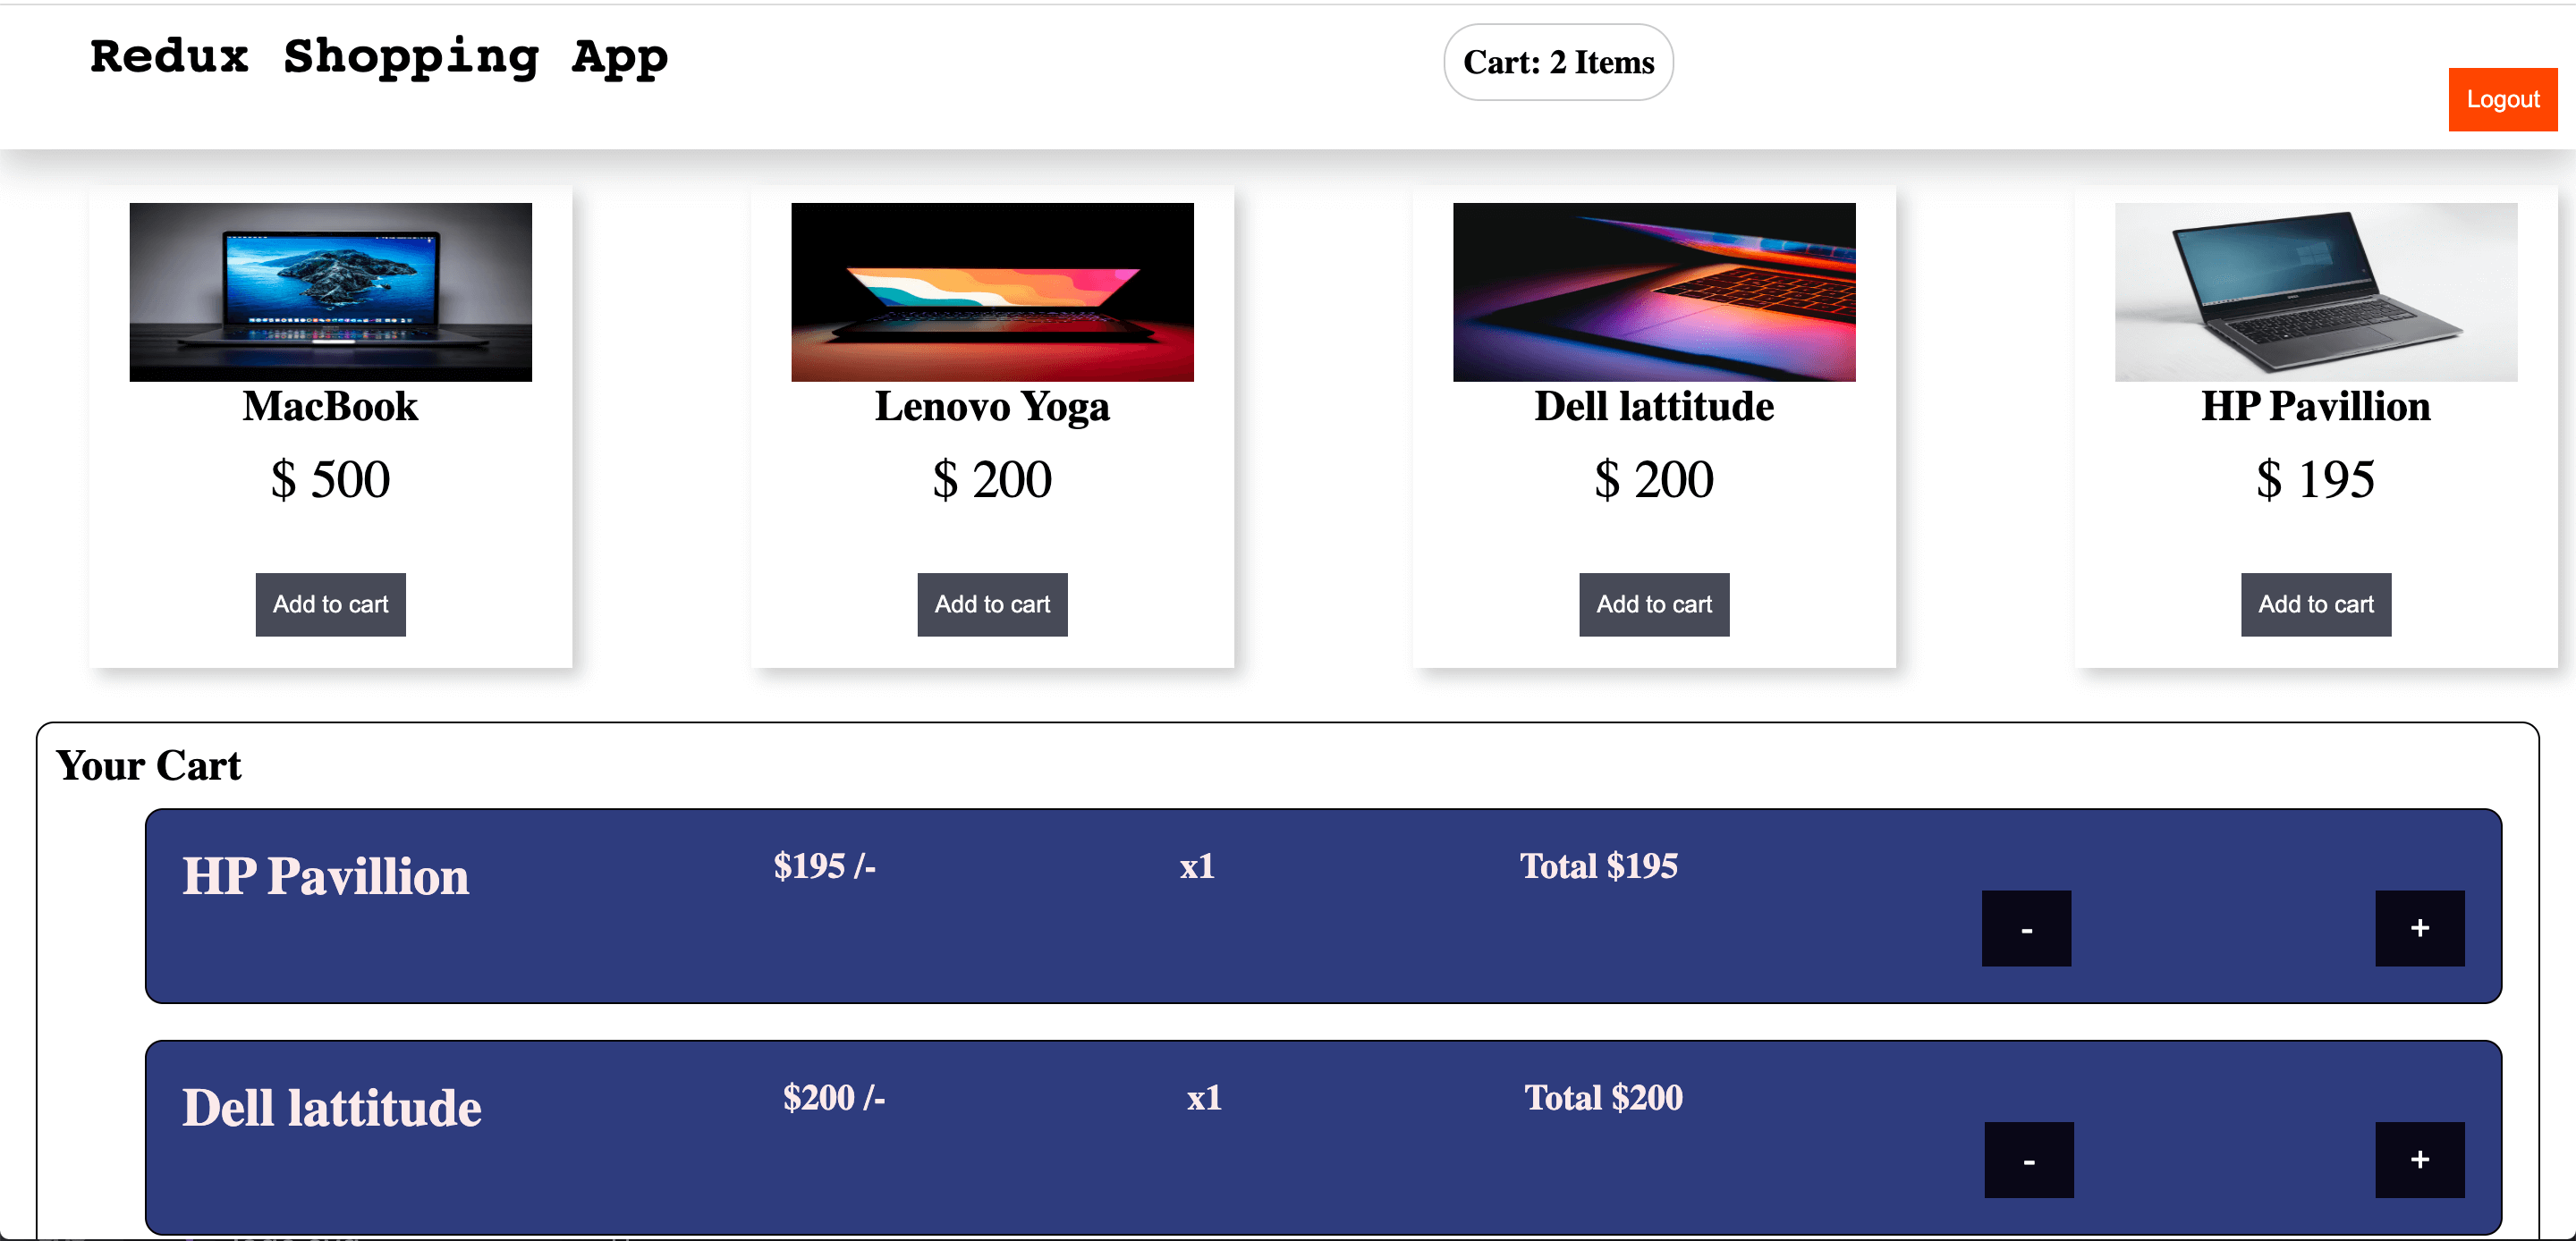 Redux Shopping App
Cart: 2 Items
Logout
MacBook
$ 500
Add to cart
Lenovo Yoga
$ 200
Add to cart
Dell lattitude
$ 200
Add to cart
HP Pavillion
$ 195
Add to cart
Your Cart
HP Pavillion $195 /- x1 Total $195
- +
Dell lattitude $200 /- x1 Total $200
- +